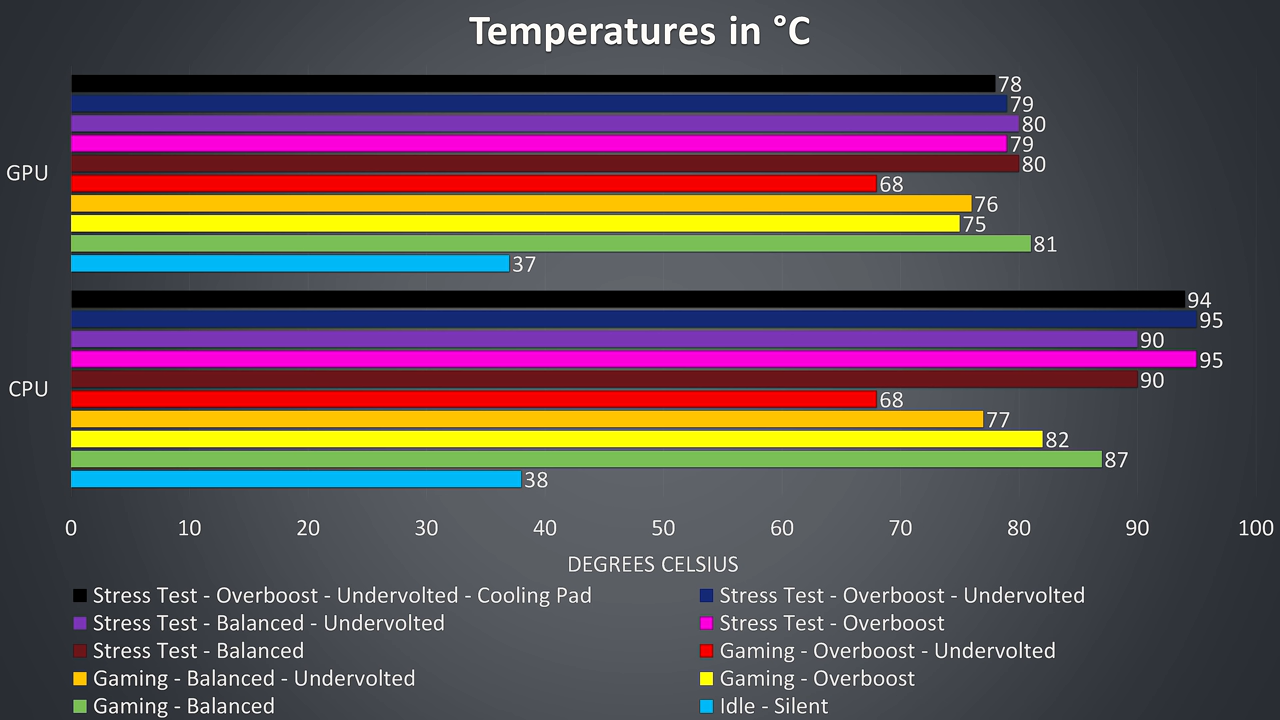 Temperatures in °C
GPU
78
79
80
79
80
68
76
75
81
37
CPU
94
95
90
95
90
68
77
82
87
38
0 10 20 30 40 50 60 70 80 90 100
DEGREES CELSIUS
Stress Test - Overboost - Undervolted - Cooling Pad
Stress Test - Overboost - Undervolted
Stress Test - Balanced - Undervolted
Stress Test - Overboost
Stress Test - Balanced
Gaming - Overboost - Undervolted
Gaming - Balanced - Undervolted
Gaming - Overboost
Gaming - Balanced
Idle - Silent